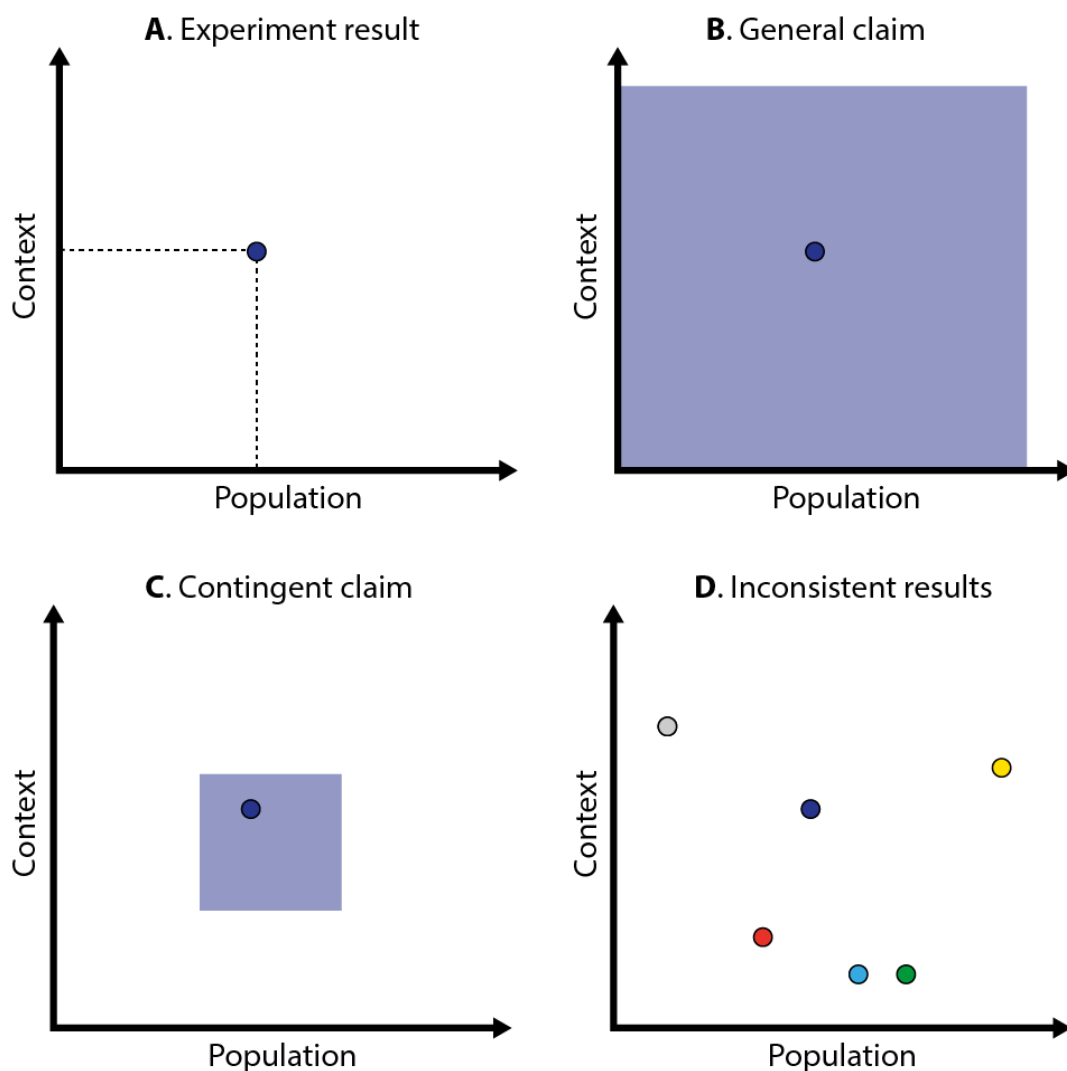 A. Experiment result
Context
Population
B. General claim
Context
Population
C. Contingent claim
Context
Population
D. Inconsistent results
Context
Population